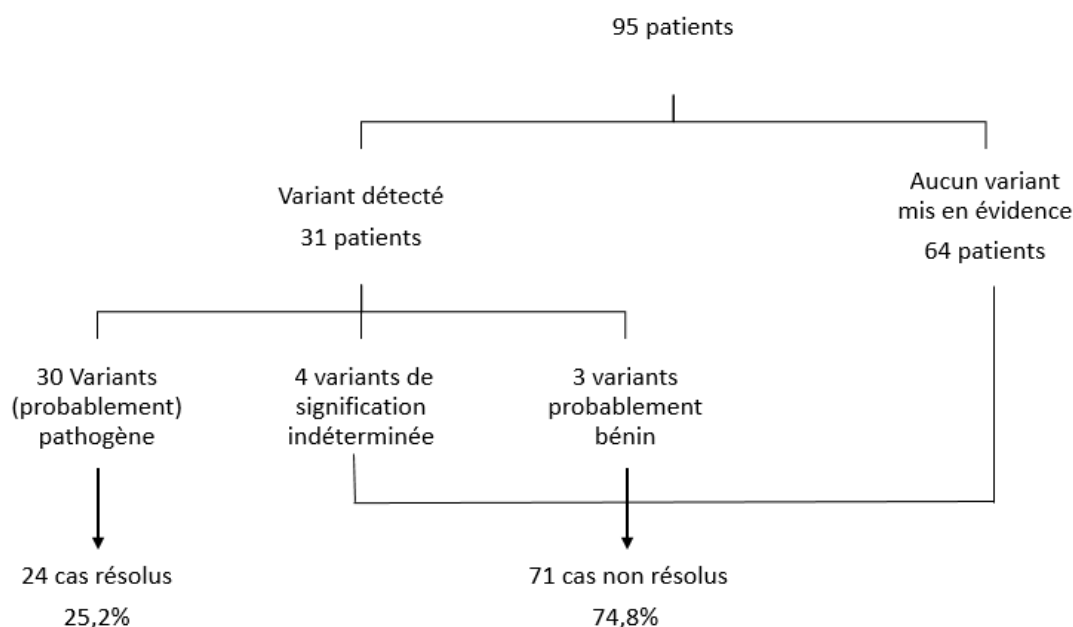 95 patients
Variant détecté
31 patients
Aucun variant
mis en évidence
64 patients
30 Variants
(probablement)
pathogène
4 variants de
signification
indéterminée
3 variants
probablement
bénin
24 cas résolus
25,2%
71 cas non résolus
74,8%